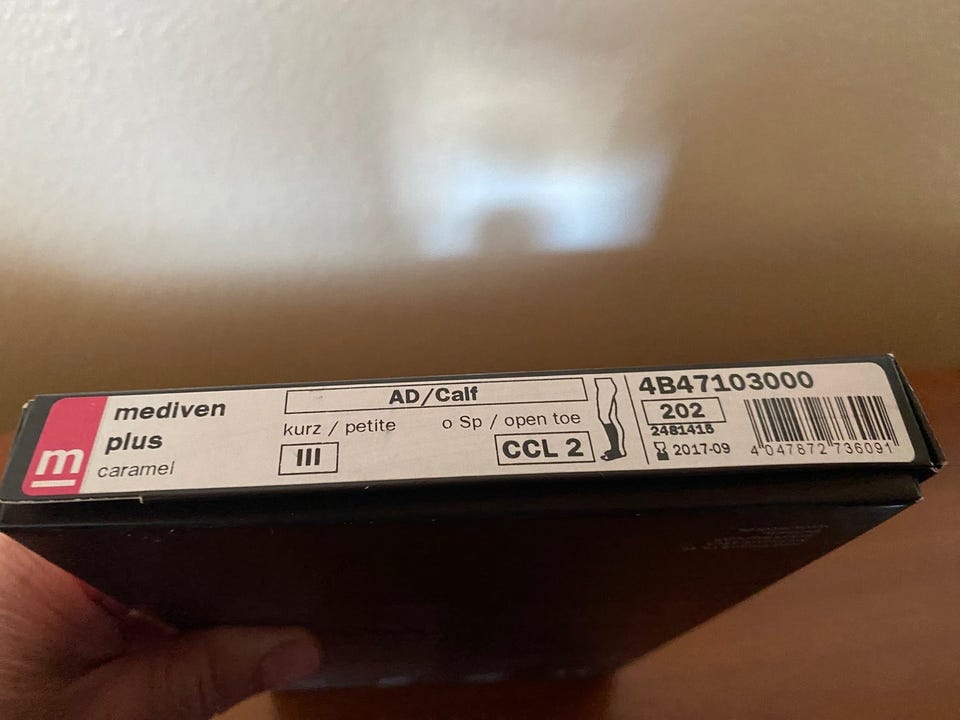 m
mediven
plus
caramel
AD/Calf
kurz / petite
o Sp / open toe
III
CCL 2
4B47103000
202
2481416
2017-09
4 047872 736091